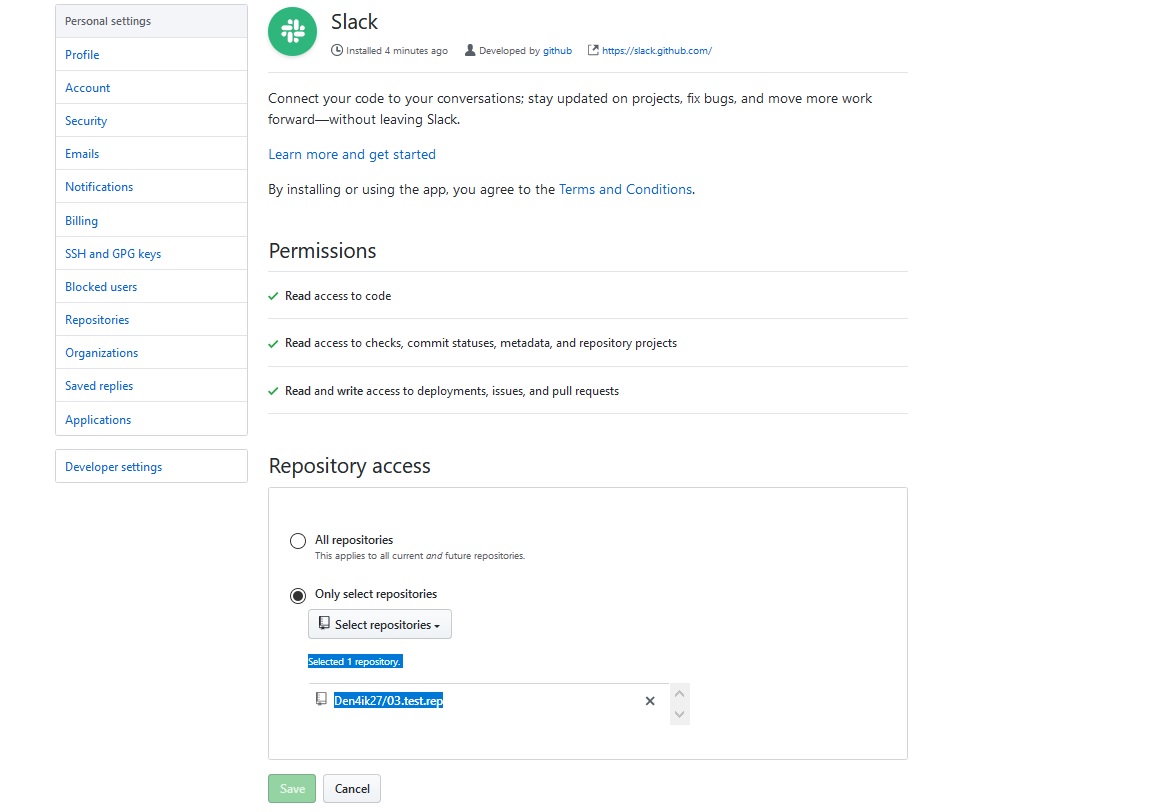 Personal settings
Profile
Account
Security
Emails
Notifications
Billing
SSH and GPG keys
Blocked users
Repositories
Organizations
Saved replies
Applications
Developer settings
Slack
Installed 4 minutes ago Developed by github https://slack.github.com/
Connect your code to your conversations; stay updated on projects, fix bugs, and move more work
forward—without leaving Slack.
Learn more and get started
By installing or using the app, you agree to the Terms and Conditions.
Permissions
Read access to code
Read access to checks, commit statuses, metadata, and repository projects
Read and write access to deployments, issues, and pull requests
Repository access
All repositories
This applies to all current and future repositories.
Only select repositories
Select repositories
Selected 1 repository.
Den4ik27/03.test.rep
Save Cancel